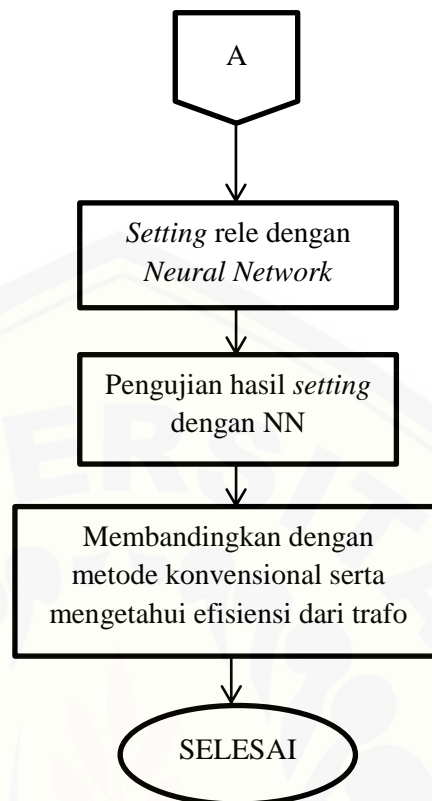 A
Setting rele dengan
Neural Network
Pengujian hasil setting
dengan NN
Membandingkan dengan
metode konvensional serta
mengetahui efisiensi dari trafo
SELESAI